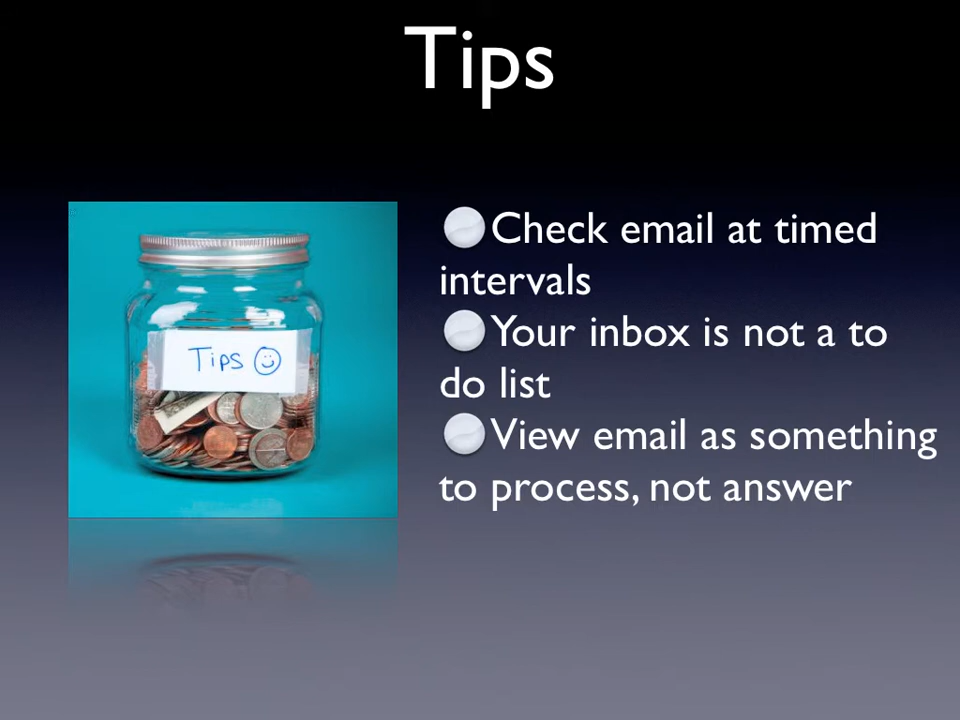 Tips
Tips
Check email at timed
intervals
Your inbox is not a to
do list
View email as something
to process, not answer